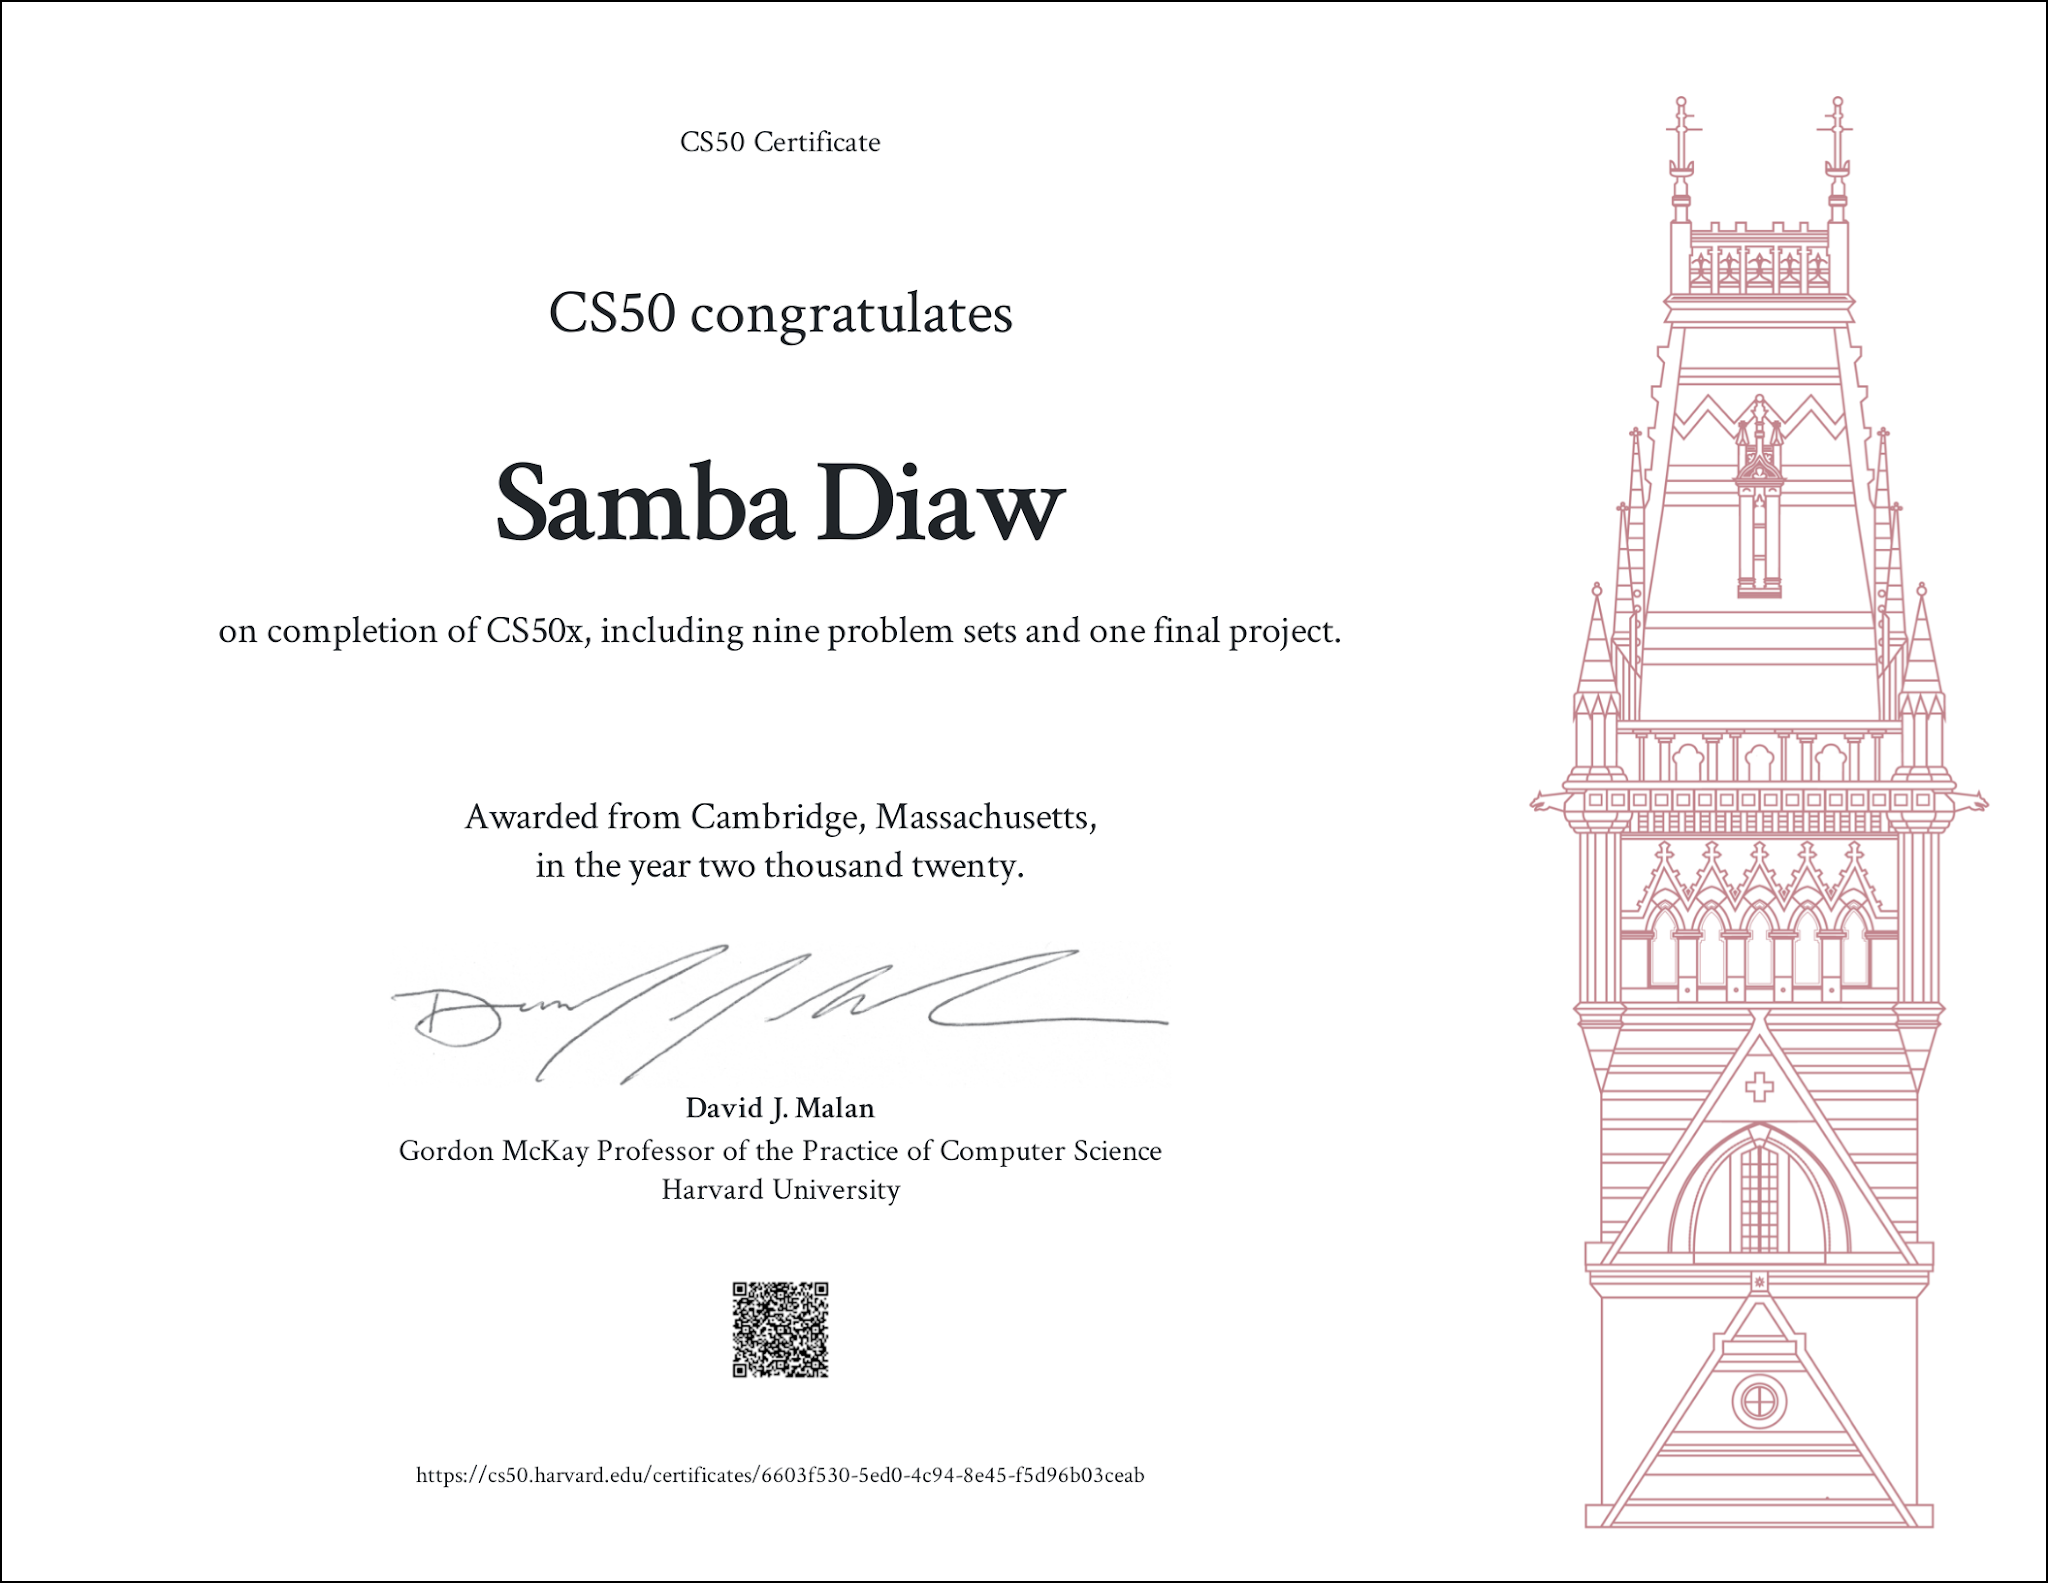 CS50 Certificate
CS50 congratulates
Samba Diaw
on completion of CS50x, including nine problem sets and one final project.
Awarded from Cambridge, Massachusetts,
in the year two thousand twenty.
David J. Malan
Gordon McKay Professor of the Practice of Computer Science
Harvard University
https://cs50.harvard.edu/certificates/6603f530-5ed0-4c94-8e45-f5d96b03ceab